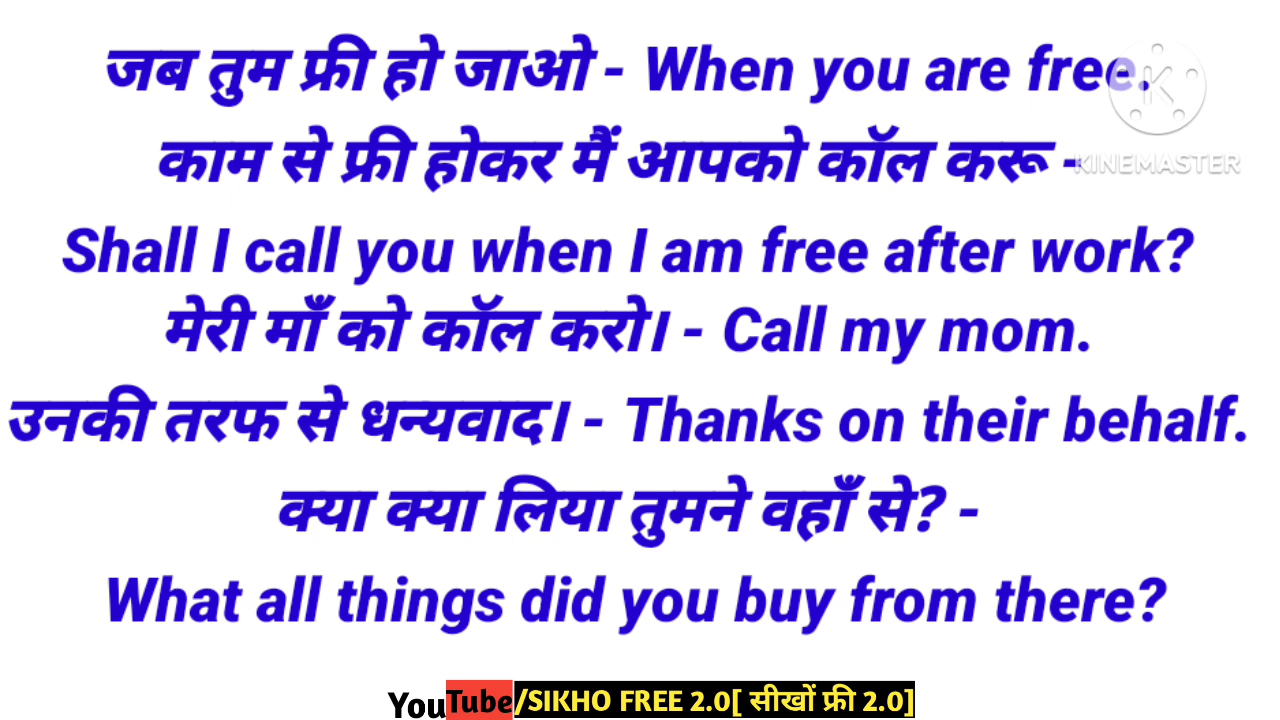 जब तुम फ्री हो जाओ - When you are free.
काम से फ्री होकर मैं आपको कॉल करू -
KINEMASTER
Shall I call you when I am free after work?
मेरी माँ को कॉल करो। - Call my mom.
उनकी तरफ से धन्यवाद। - Thanks on their behalf.
क्या क्या लिया तुमने वहाँ से? -
What all things did you buy from there?
YouTube/SIKHO FREE 2.0[ सीखों फ्री 2.0]